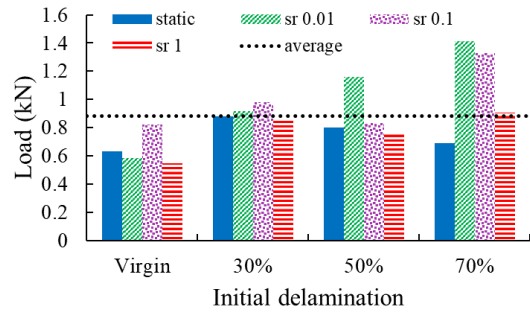 1.6
static
sr 0.01
sr 0.1
1.4
sr 1
average
1.2
1
0.8
0.6
0.4
0.2
0
Load (kN)
Virgin
30%
50%
70%
Initial delamination